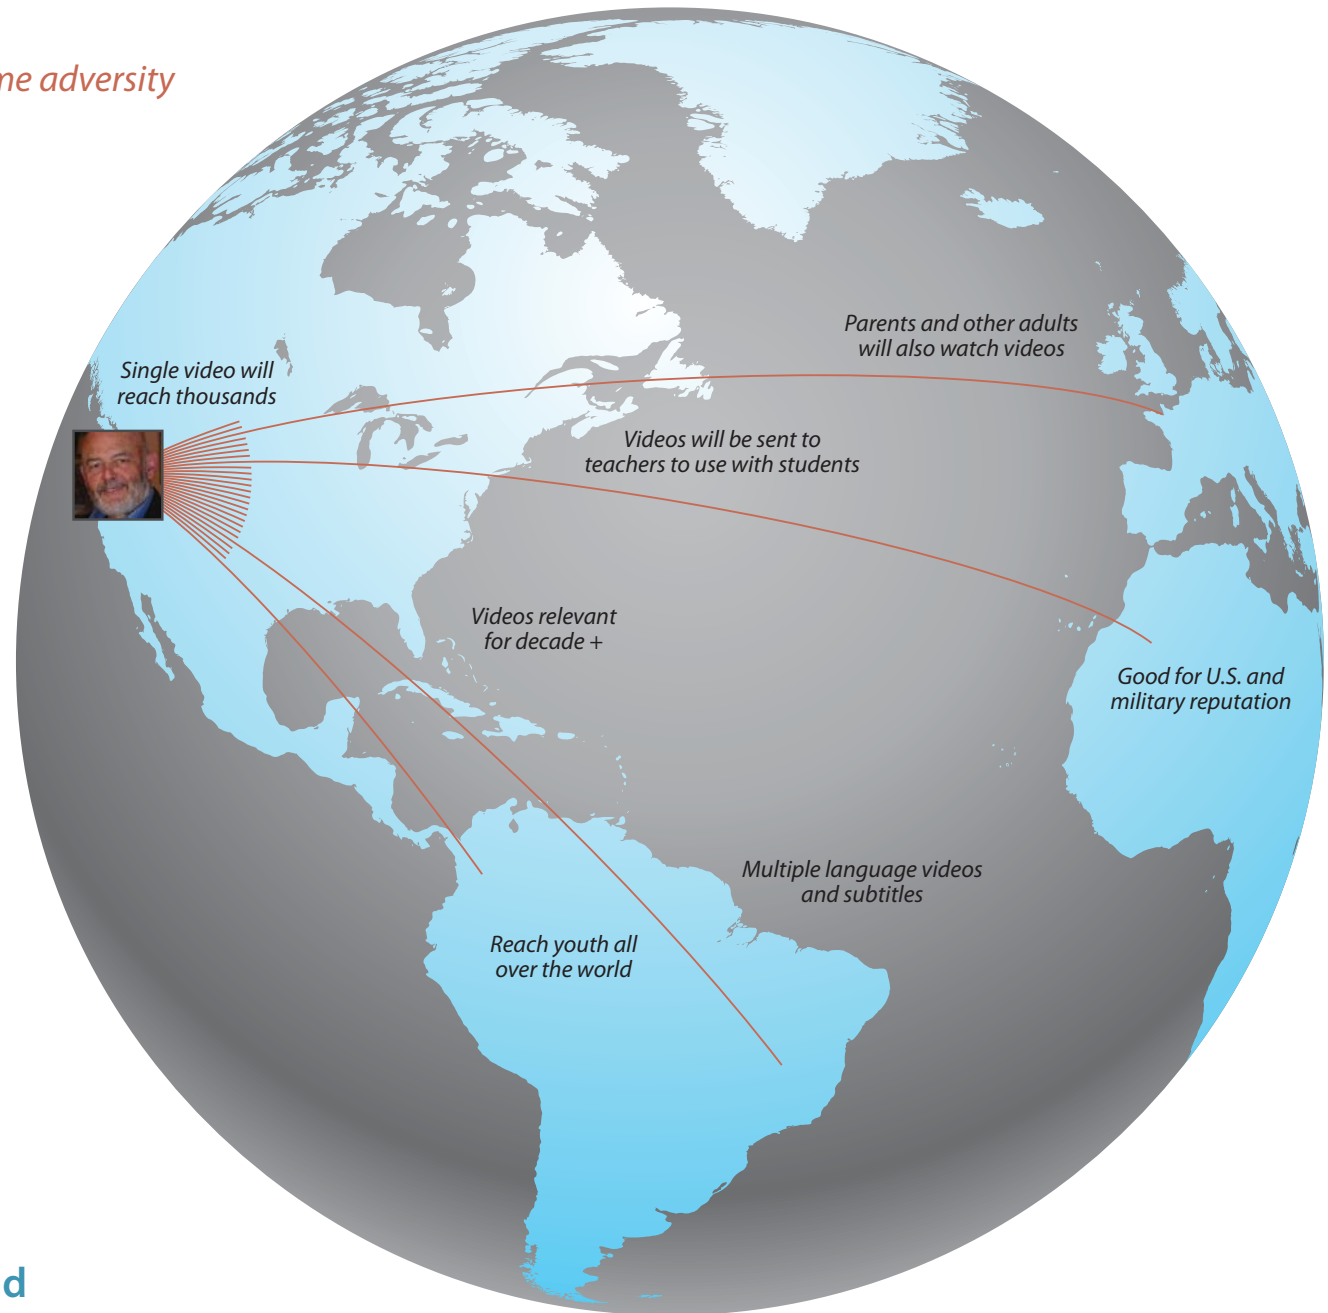 me adversity
Parents and other adults
will also watch videos
Single video will
reach thousands
Videos will be sent to
teachers to use with students
Videos relevant
for decade +
Good for U.S. and
military reputation
Multiple language videos
and subtitles
Reach youth all
over the world
d